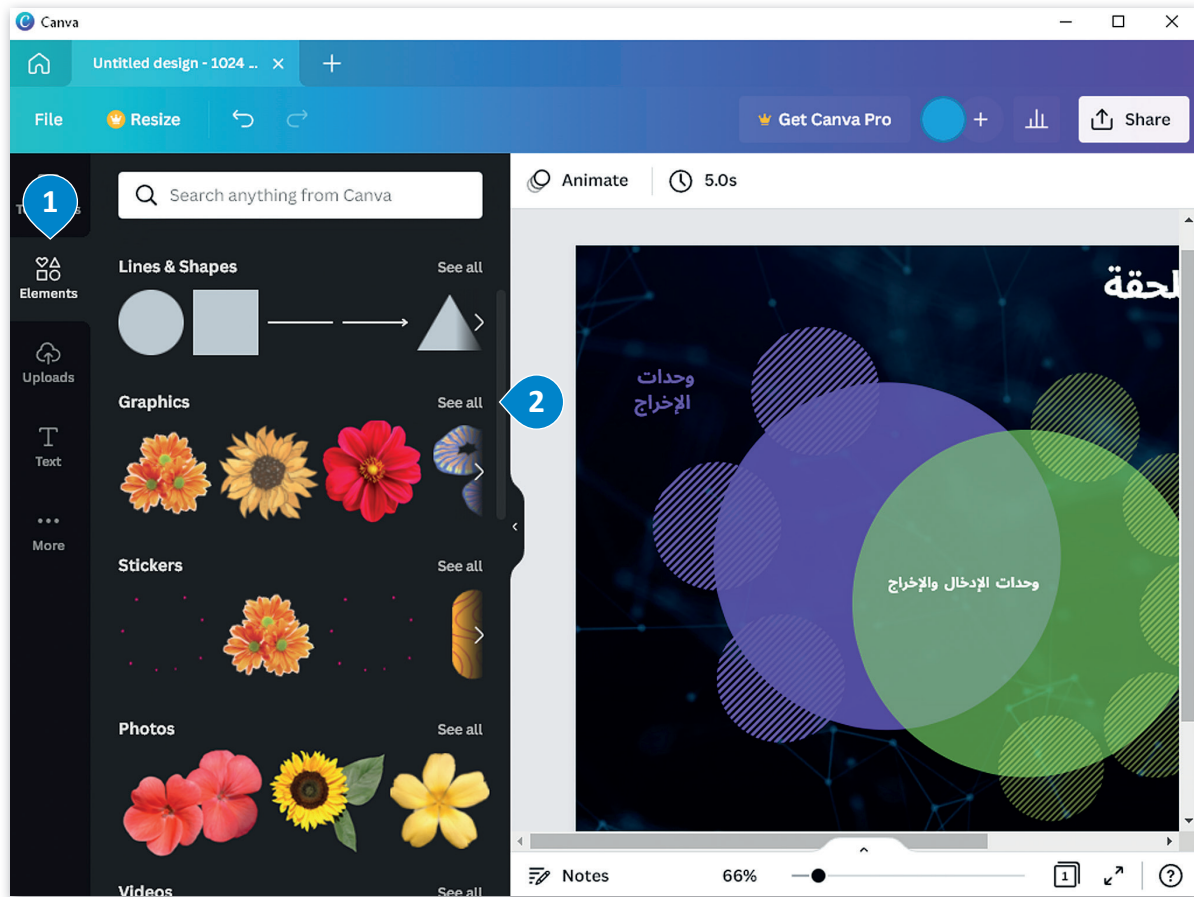 Canva
Untitled design - 1024 ...
File
Resize
Get Canva Pro
Share
1
Search anything from Canva
Animate
5.0s
Elements
Uploads
Text
More
Lines & Shapes
See all
Graphics
See all
2
Stickers
See all
Photos
See all
Videos
See all
وحدات
الإخراج
وحدات الإدخال والإخراج
Notes
66%
1